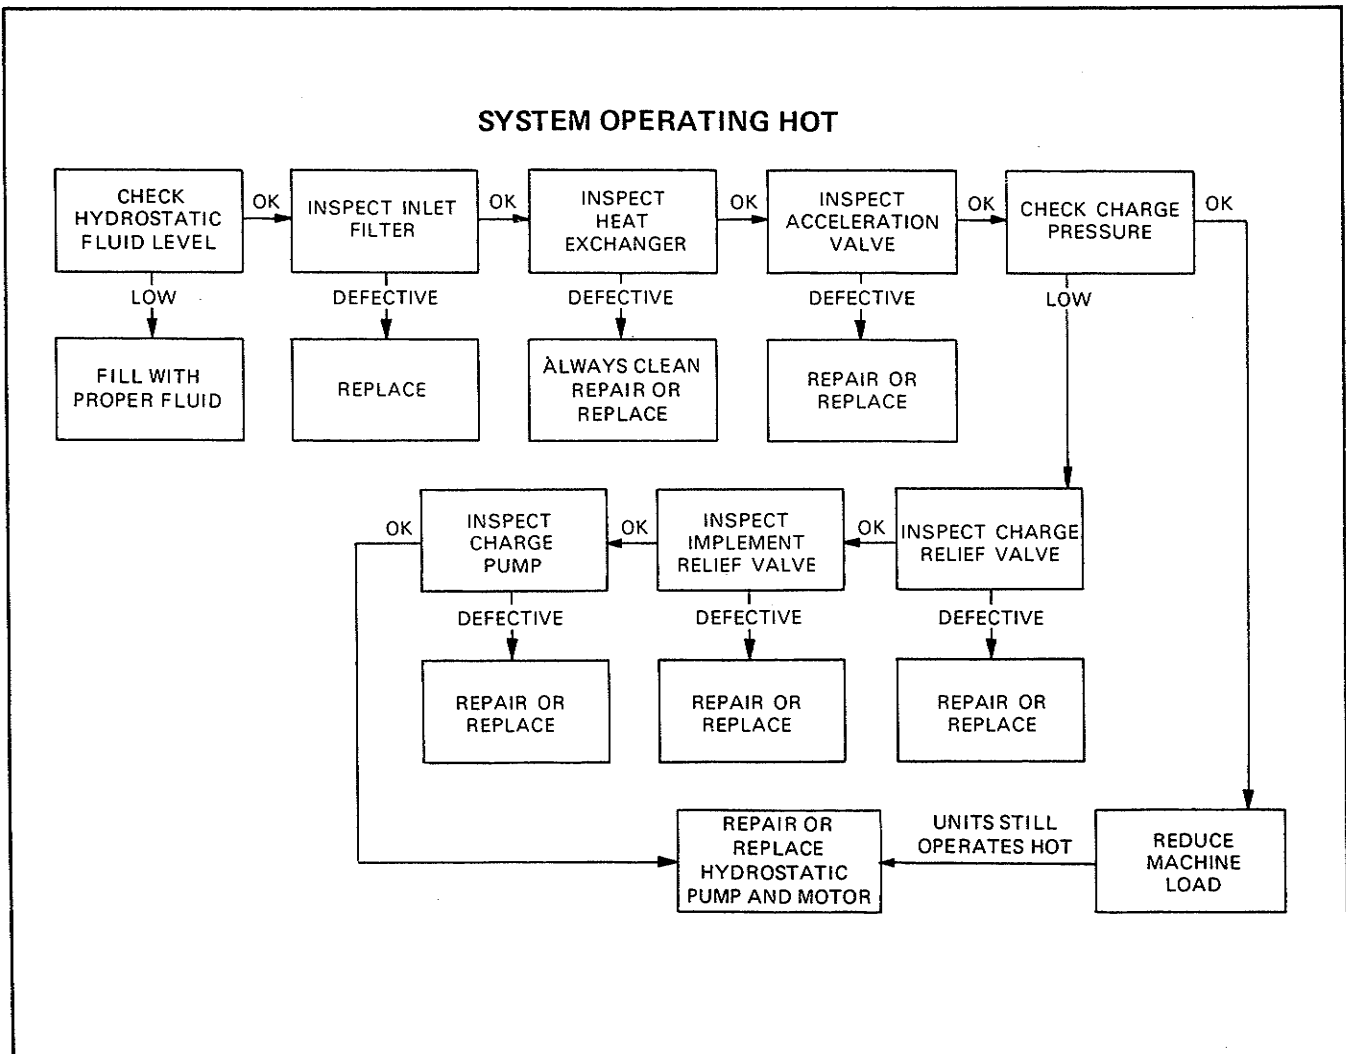 SYSTEM OPERATING HOT
CHECK
HYDROSTATIC
FLUID LEVEL
OK
INSPECT INLET
FILTER
OK
INSPECT
HEAT
EXCHANGER
OK
INSPECT
ACCELERATION
VALVE
OK
CHECK CHARGE
PRESSURE
OK
LOW
DEFECTIVE
DEFECTIVE
DEFECTIVE
LOW
FILL WITH
PROPER FLUID
REPLACE
ALWAYS CLEAN
REPAIR OR
REPLACE
REPAIR OR
REPLACE
OK
INSPECT
CHARGE
PUMP
OK
INSPECT
IMPLEMENT
RELIEF VALVE
OK
INSPECT CHARGE
RELIEF VALVE
DEFECTIVE
DEFECTIVE
DEFECTIVE
REPAIR OR
REPLACE
REPAIR OR
REPLACE
REPAIR OR
REPLACE
REPAIR OR
REPLACE
HYDROSTATIC
PUMP AND MOTOR
UNITS STILL
OPERATES HOT
REDUCE
MACHINE
LOAD